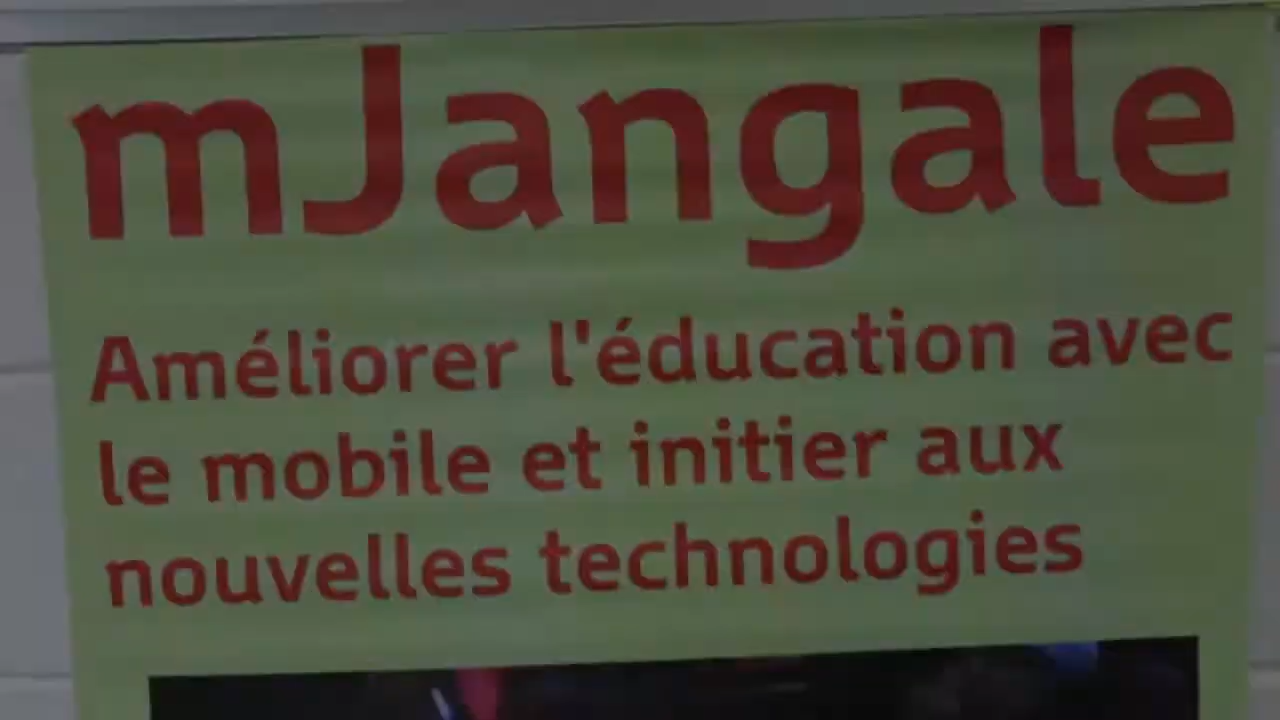 mJangale
Améliorer l'éducation avec
le mobile et initier aux
nouvelles technologies